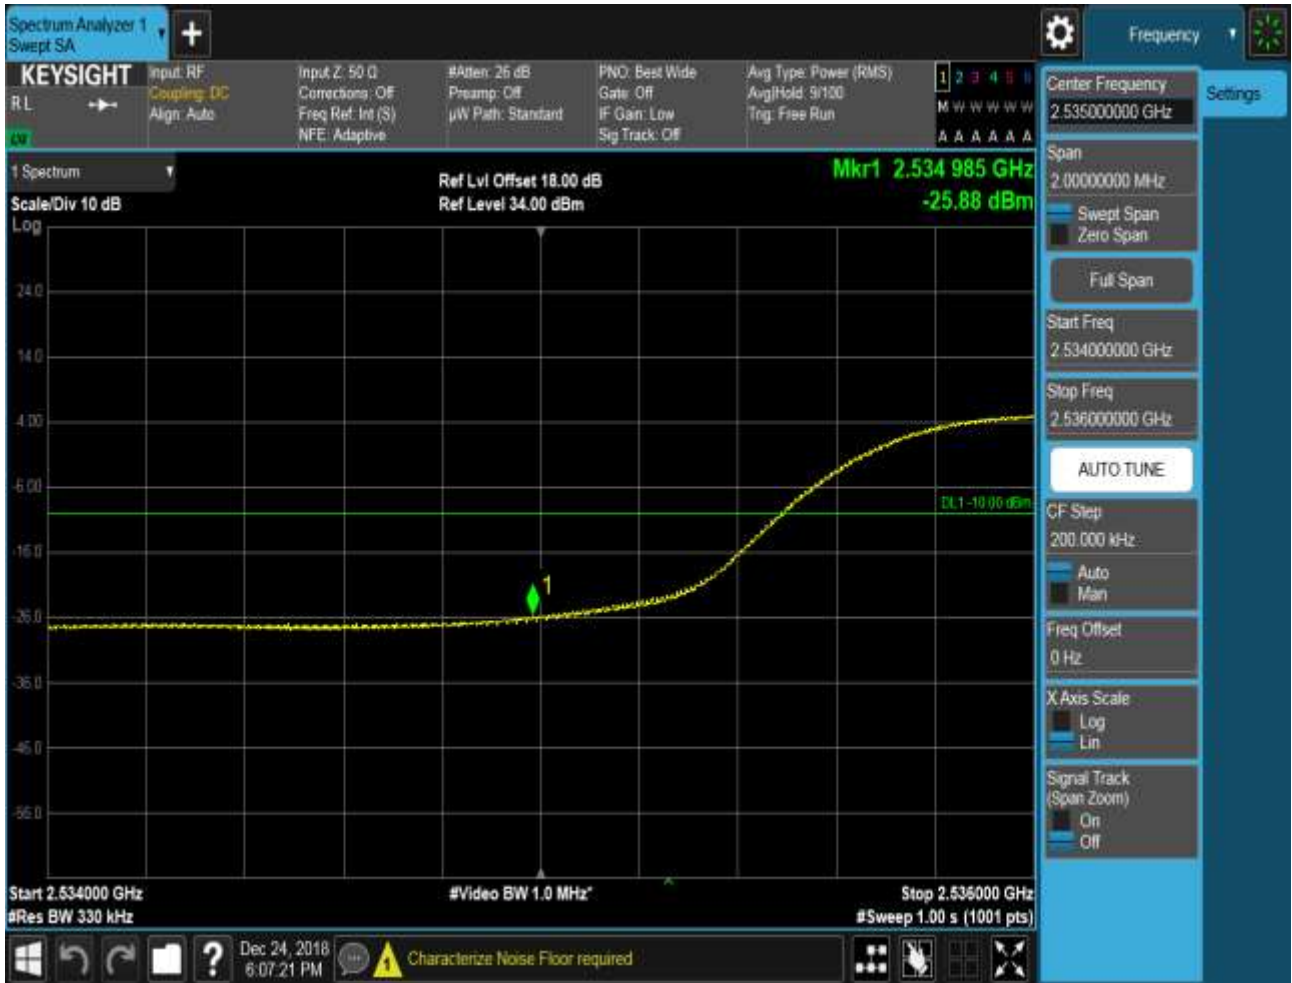 Spectrum Analyzer 1
Swept SA
Frequency
KEYSIGHT
R L
Input: RF
Coupling: DC
Align: Auto
Input Z: 50 Ω
Corrections: Off
Freq Ref: Int (S)
NFE: Adaptive
#Atten: 26 dB
Preamp: Off
µW Path: Standard
PNO: Best Wide
Gate: Off
IF Gain: Low
Sig Track: Off
Avg Type: Power (RMS)
Avg|Hold: 9/100
Trig: Free Run
1 2 3 4 5 6
M W W W W W
A A A A A A
1 Spectrum
Scale/Div 10 dB
Log
Ref Lvl Offset 18.00 dB
Ref Level 34.00 dBm
Mkr1 2.534 985 GHz
-25.88 dBm
24.0
14.0
4.00
-6.00
-16.0
-26.0
-36.0
-46.0
-56.0
DL1 -10.00 dBm
1
Start 2.534000 GHz
#Res BW 330 kHz
#Video BW 1.0 MHz*
Stop 2.536000 GHz
#Sweep 1.00 s (1001 pts)
Center Frequency
2.535000000 GHz
Settings
Span
2.00000000 MHz
Swept Span
Zero Span
Full Span
Start Freq
2.534000000 GHz
Stop Freq
2.536000000 GHz
AUTO TUNE
CF Step
200.000 kHz
Auto
Man
Freq Offset
0 Hz
X Axis Scale
Log
Lin
Signal Track
(Span Zoom)
On
Off
?
Dec 24, 2018
6:07:21 PM
1
Characterize Noise Floor required